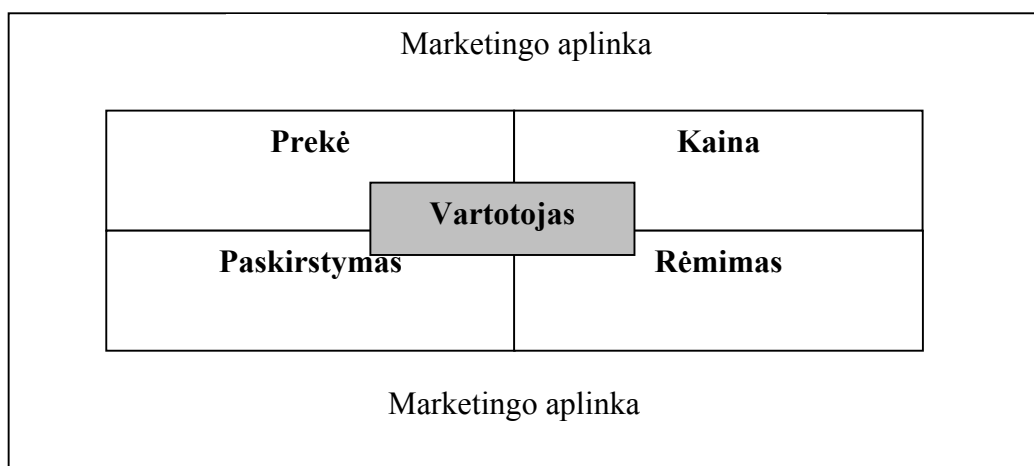 Marketingo aplinka
Prekė Kaina
Vartotojas
Paskirstymas Rėmimas
Marketingo aplinka